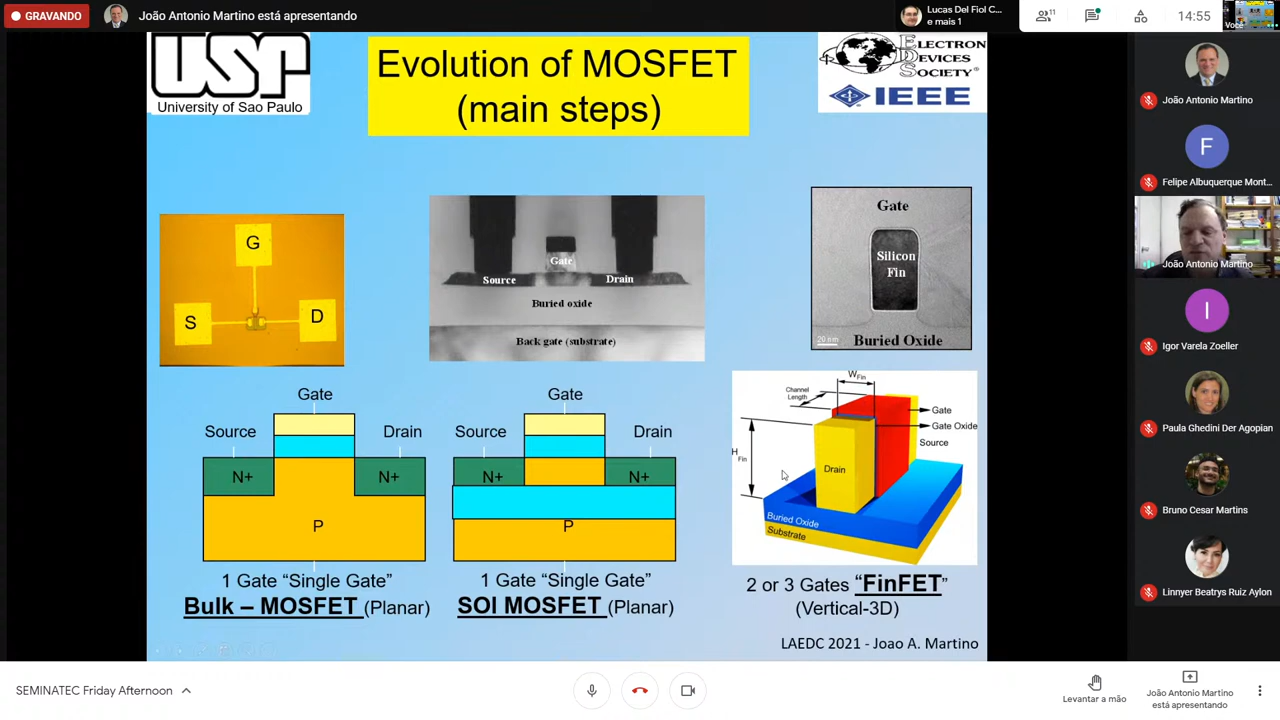 GRAVANDO
João Antonio Martino está apresentando
Lucas Del Fiol C...
e mais 1
11
14:55
Você
USP
University of Sao Paulo
Evolution of MOSFET
(main steps)
ELECTRON
DEVICES
SOCIETY®
IEEE
G
S
D
Gate
Source
Drain
Buried oxide
Back gate (substrate)
Gate
Silicon
Fin
20 nm
Buried Oxide
Gate
Source
Drain
N+
N+
P
1 Gate “Single Gate”
Bulk – MOSFET (Planar)
Gate
Source
Drain
N+
N+
P
1 Gate “Single Gate”
SOI MOSFET (Planar)
WFin
Channel
Length
HFin
Gate
Gate Oxide
Source
Drain
Buried Oxide
Substrate
2 or 3 Gates “FinFET”
(Vertical-3D)
LAEDC 2021 - Joao A. Martino
João Antonio Martino
F
Felipe Albuquerque Mont...
João Antonio Martino
I
Igor Varela Zoeller
Paula Ghedini Der Agopian
Bruno Cesar Martins
Linnyer Beatrys Ruiz Aylon
SEMINATEC Friday Afternoon
Levantar a mão
João Antonio Martino
está apresentando